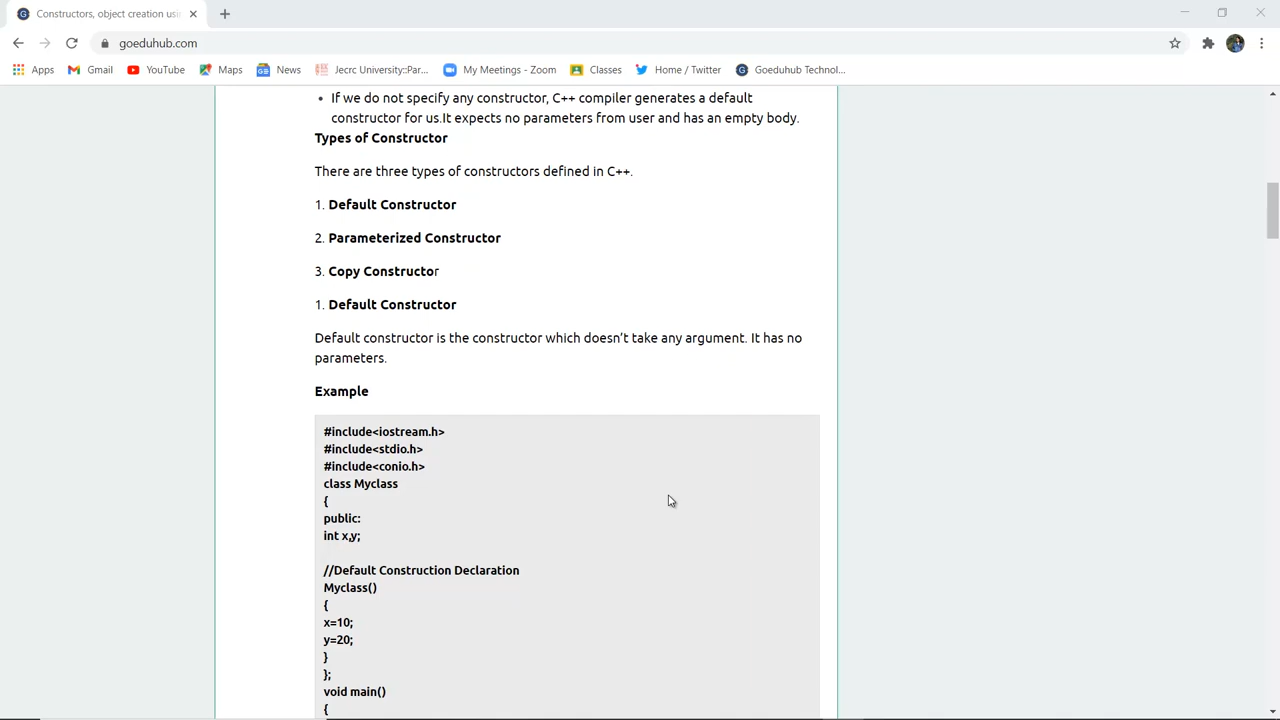 Constructors, object creation usi
goeduhub.com
Apps Gmail YouTube Maps News Jecrc University::Par... My Meetings - Zoom Classes Home / Twitter Goeduhub Technol...
If we do not specify any constructor, C++ compiler generates a default
constructor for us.It expects no parameters from user and has an empty body.
Types of Constructor
There are three types of constructors defined in C++.
1. Default Constructor
2. Parameterized Constructor
3. Copy Constructor
1. Default Constructor
Default constructor is the constructor which doesn't take any argument. It has no
parameters.
Example
#include<iostream.h>
#include<stdio.h>
#include<conio.h>
class Myclass
{
public:
int x,y;
//Default Construction Declaration
Myclass()
{
x=10;
y=20;
}
};
void main()
{